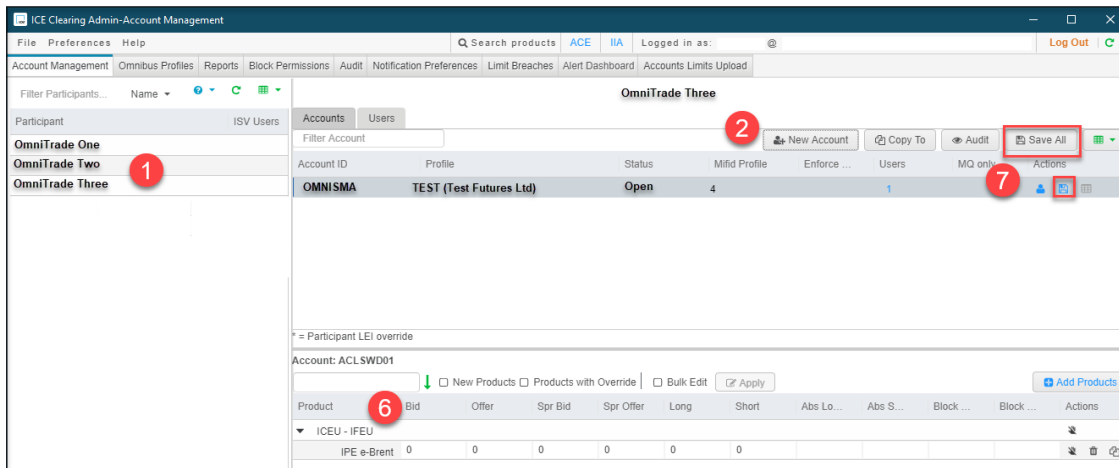 ICE Clearing Admin-Account Management
File Preferences Help Search products ACE IIA Logged in as: @ Log Out
Account Management Omnibus Profiles Reports Block Permissions Audit Notification Preferences Limit Breaches Alert Dashboard Accounts Limits Upload
Filter Participants... Name OmniTrade Three
Participant ISV Users Accounts Users
Filter Account 2 New Account Copy To Audit Save All
OmniTrade One
Account ID Profile Status Mifid Profile Enforce ... Users MQ only Actions
OmniTrade Two 1 7
OmniTrade Three OMNISMA TEST (Test Futures Ltd) Open 4 1
* = Participant LEI override
Account: ACLSWD01
New Products Products with Override Bulk Edit Apply Add Products
Product 6 Bid Offer Spr Bid Spr Offer Long Short Abs Lo... Abs S... Block ... Block ... Actions
ICEU - IFEU
IPE e-Brent 0 0 0 0 0 0